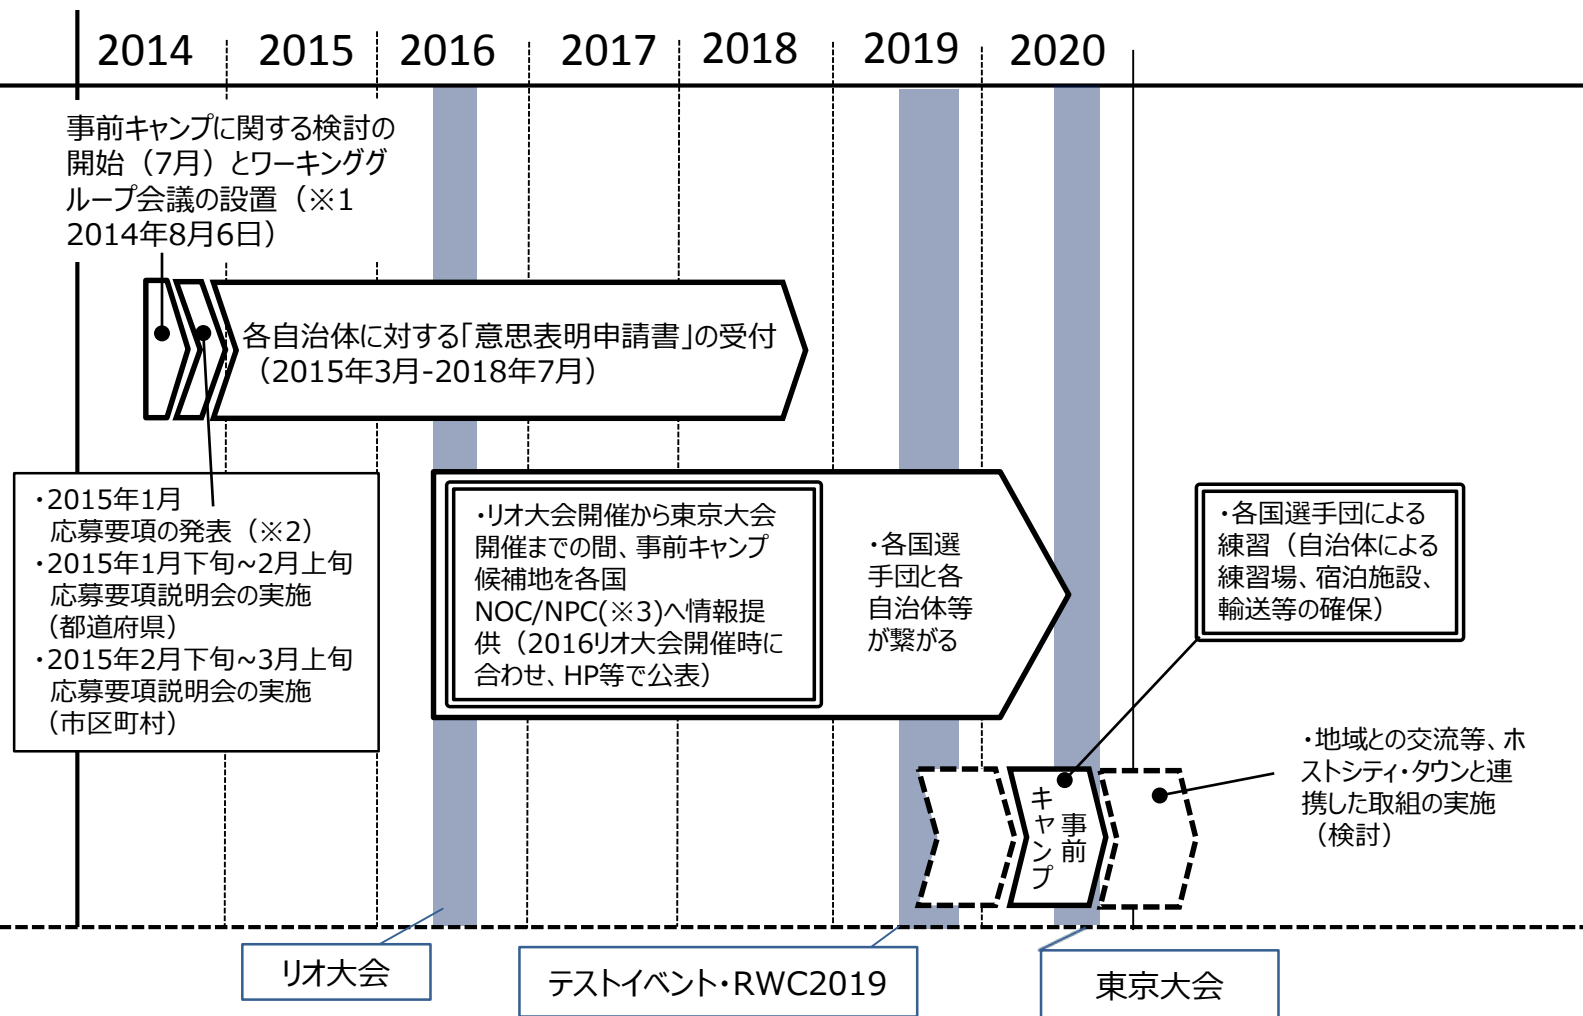 2014 2015 2016 2017 2018 2019 2020
事前キャンプに関する検討の
開始（7月）とワーキンググ
ループ会議の設置（※1
2014年8月6日）
各自治体に対する「意思表明申請書」の受付
（2015年3月-2018年7月）
・2015年1月
応募要項の発表（※2）
・2015年1月下旬~2月上旬
応募要項説明会の実施
（都道府県）
・2015年2月下旬~3月上旬
応募要項説明会の実施
（市区町村）
・リオ大会開催から東京大会
開催までの間、事前キャンプ
候補地を各国
NOC/NPC(※3)へ情報提
供（2016リオ大会開催時に
合わせ、HP等で公表）
・各国選
手団と各
自治体等
が繋がる
・各国選手団による
練習（自治体による
練習場、宿泊施設、
輸送等の確保）
事前
キャンプ
・地域との交流等、ホ
ストシティ・タウンと連
携した取組の実施
（検討）
リオ大会
テストイベント・RWC2019
東京大会